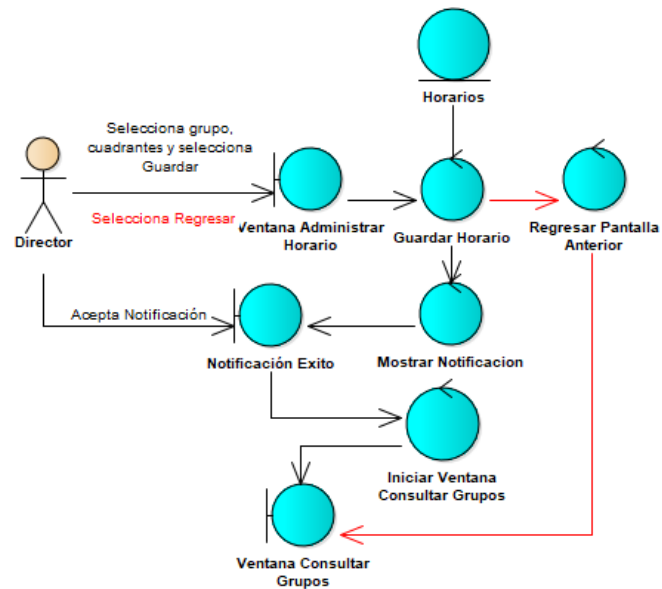 Horarios
Selecciona grupo,
cuadrantes y selecciona
Guardar
Selecciona Regresar
Director
Ventana Administrar
Horario
Guardar Horario
Regresar Pantalla
Anterior
Acepta Notificación
Notificación Exito
Mostrar Notificacion
Iniciar Ventana
Consultar Grupos
Ventana Consultar
Grupos